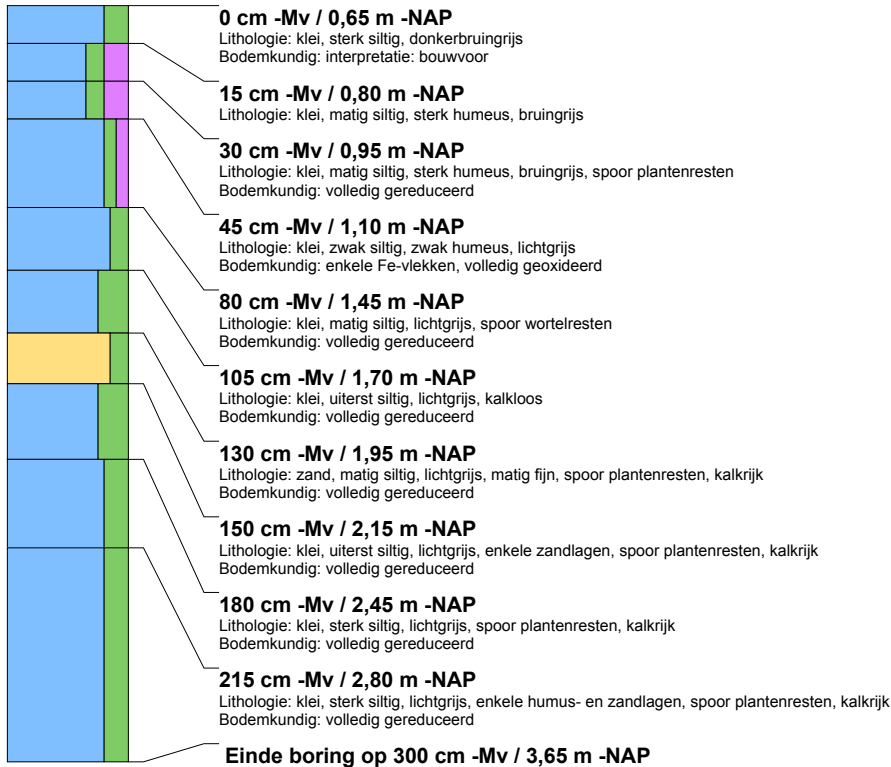 0 cm -Mv / 0,65 m -NAP
Lithologie: klei, sterk siltig, donkerbruingrijs
Bodemkundig: interpretatie: bouwvoor
15 cm -Mv / 0,80 m -NAP
Lithologie: klei, matig siltig, sterk humeus, bruingrijs
30 cm -Mv / 0,95 m -NAP
Lithologie: klei, matig siltig, sterk humeus, bruingrijs, spoor plantenresten
Bodemkundig: volledig gereduceerd
45 cm -Mv / 1,10 m -NAP
Lithologie: klei, zwak siltig, zwak humeus, lichtgrijs
Bodemkundig: enkele Fe-vlekken, volledig geoxideerd
80 cm -Mv / 1,45 m -NAP
Lithologie: klei, matig siltig, lichtgrijs, spoor wortelresten
Bodemkundig: volledig gereduceerd
105 cm -Mv / 1,70 m -NAP
Lithologie: klei, uiterst siltig, lichtgrijs, kalkloos
Bodemkundig: volledig gereduceerd
130 cm -Mv / 1,95 m -NAP
Lithologie: zand, matig siltig, lichtgrijs, matig fijn, spoor plantenresten, kalkrijk
Bodemkundig: volledig gereduceerd
150 cm -Mv / 2,15 m -NAP
Lithologie: klei, uiterst siltig, lichtgrijs, enkele zandlagen, spoor plantenresten, kalkrijk
Bodemkundig: volledig gereduceerd
180 cm -Mv / 2,45 m -NAP
Lithologie: klei, sterk siltig, lichtgrijs, spoor plantenresten, kalkrijk
Bodemkundig: volledig gereduceerd
215 cm -Mv / 2,80 m -NAP
Lithologie: klei, sterk siltig, lichtgrijs, enkele humus- en zandlagen, spoor plantenresten, kalkrijk
Bodemkundig: volledig gereduceerd
Einde boring op 300 cm -Mv / 3,65 m -NAP